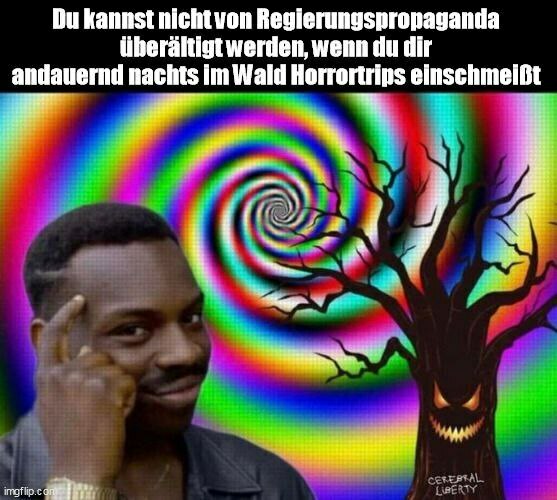 Du kannst nicht von Regierungspropaganda
überältigt werden, wenn du dir
andauernd nachts im Wald Horrortrips einschmeißt
CEREBRAL
LIBERTY
imgflip.com